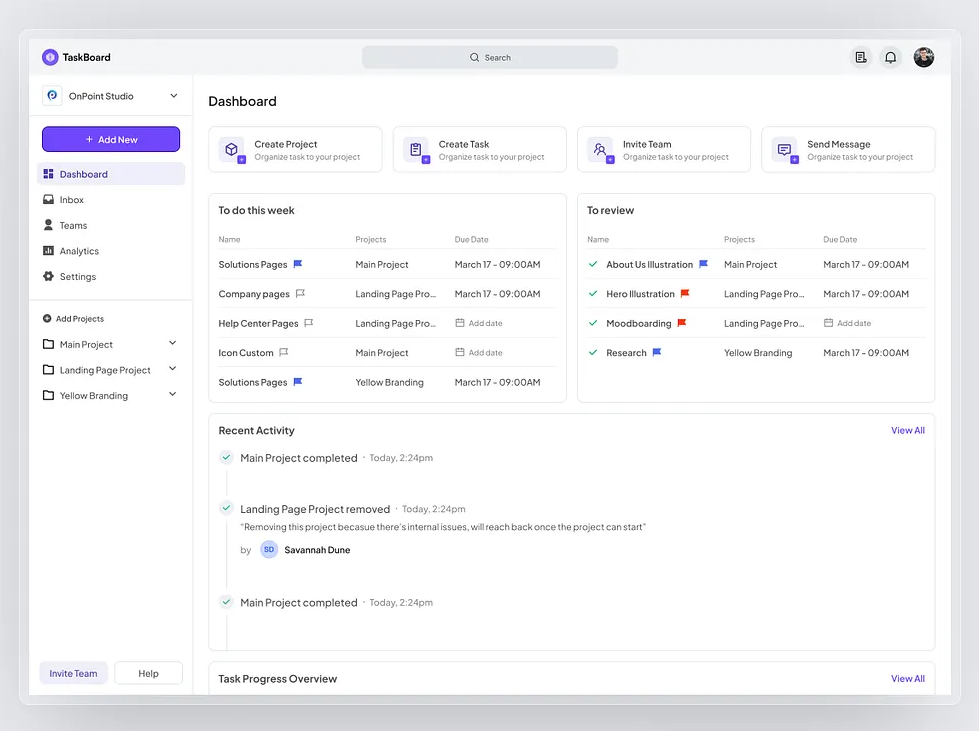 TaskBoard
Search
OnPoint Studio
+ Add New
Dashboard
Inbox
Teams
Analytics
Settings
Add Projects
Main Project
Landing Page Project
Yellow Branding
Invite Team
Help
Dashboard
Create Project
Organize task to your project
Create Task
Organize task to your project
Invite Team
Organize task to your project
Send Message
Organize task to your project
To do this week
Name Projects Due Date
Solutions Pages Main Project March 17 - 09:00AM
Company pages Landing Page Pro... March 17 - 09:00AM
Help Center Pages Landing Page Pro... Add date
Icon Custom Main Project Add date
Solutions Pages Yellow Branding March 17 - 09:00AM
To review
Name Projects Due Date
About Us Illustration Main Project March 17 - 09:00AM
Hero Illustration Landing Page Pro... March 17 - 09:00AM
Moodboarding Landing Page Pro... Add date
Research Yellow Branding March 17 - 09:00AM
Recent Activity View All
Main Project completed · Today, 2:24pm
Landing Page Project removed · Today, 2:24pm
"Removing this project becasue there's internal issues, will reach back once the project can start"
by SD Savannah Dune
Main Project completed · Today, 2:24pm
Task Progress Overview View All